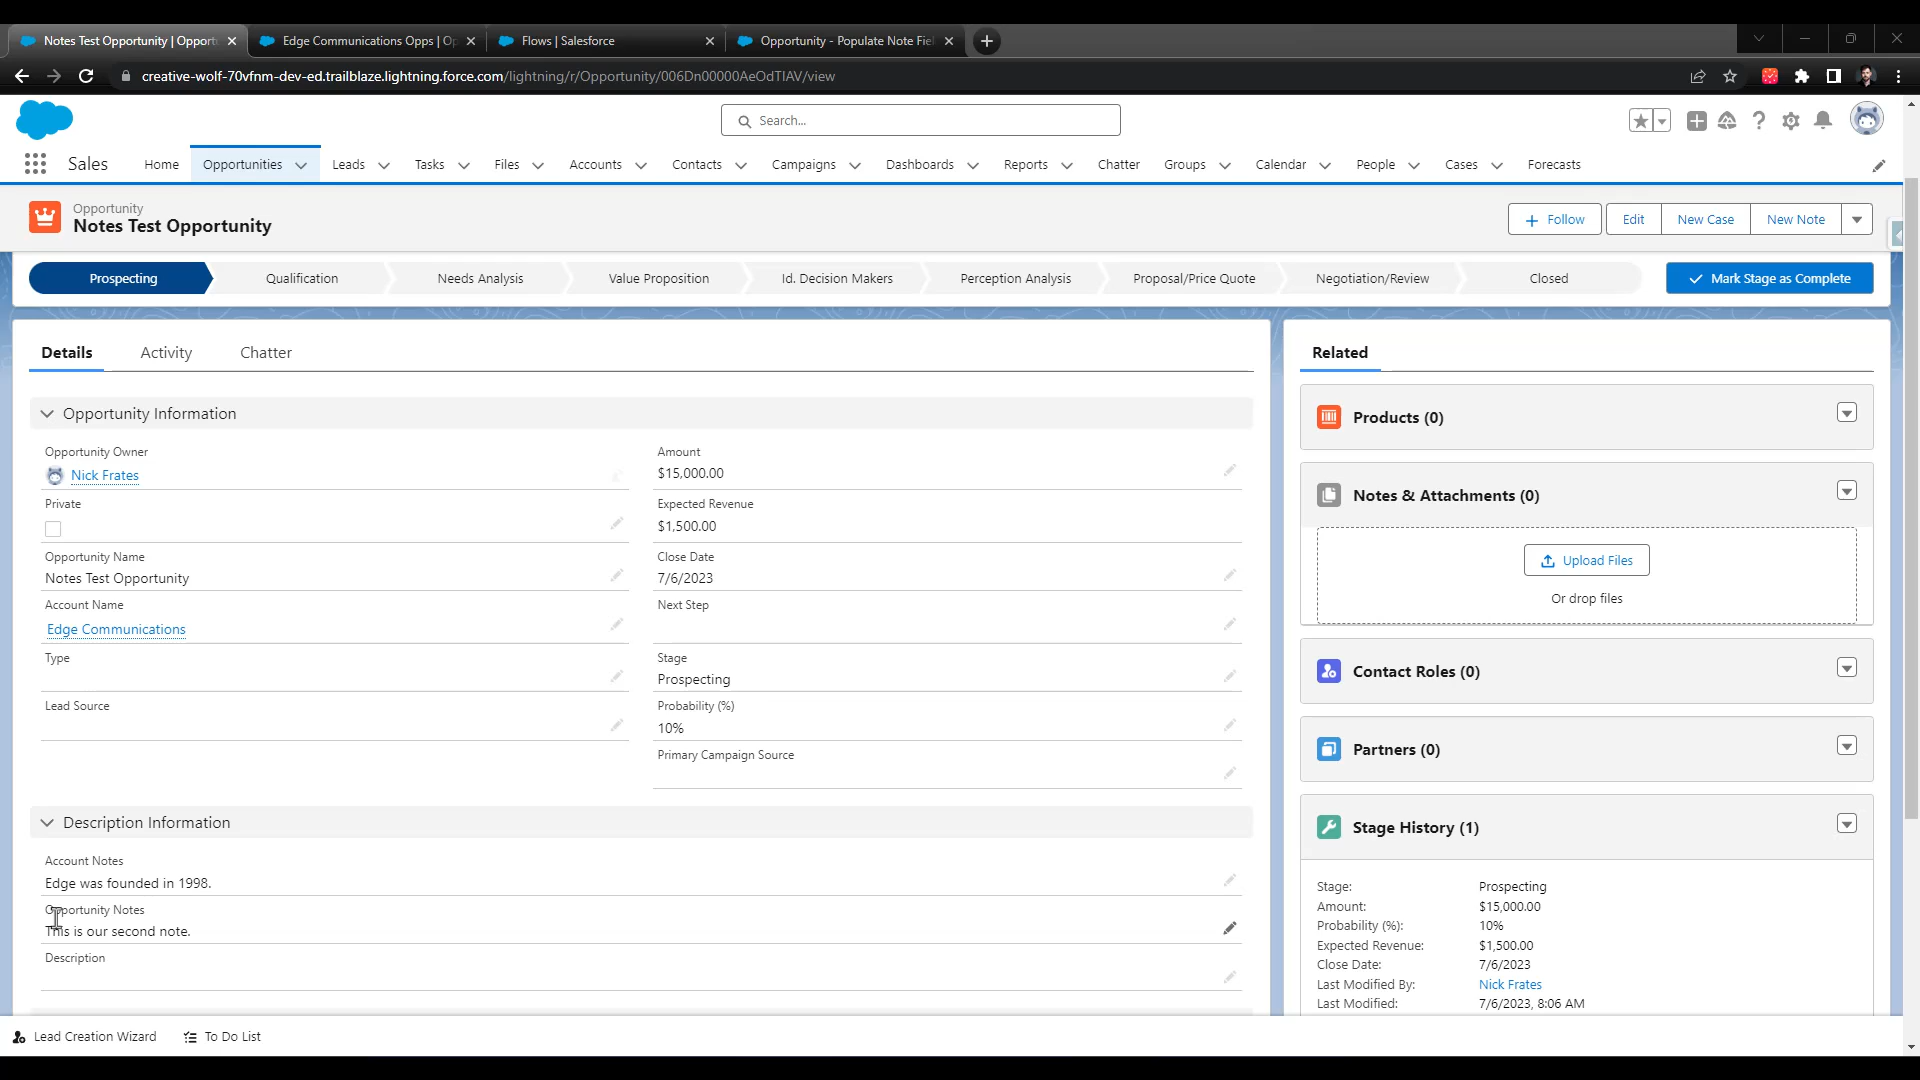 Notes Test Opportunity | Opport
Edge Communications Opps | Op
Flows | Salesforce
Opportunity - Populate Note Fiel
creative-wolf-70vfnm-dev-ed.trailblaze.lightning.force.com/lightning/r/Opportunity/006Dn00000AeOdTIAV/view
Search...
Sales
Home
Opportunities
Leads
Tasks
Files
Accounts
Contacts
Campaigns
Dashboards
Reports
Chatter
Groups
Calendar
People
Cases
Forecasts
Opportunity
Notes Test Opportunity
Follow
Edit
New Case
New Note
Prospecting
Qualification
Needs Analysis
Value Proposition
Id. Decision Makers
Perception Analysis
Proposal/Price Quote
Negotiation/Review
Closed
Mark Stage as Complete
Details
Activity
Chatter
Opportunity Information
Opportunity Owner
Nick Frates
Private
Opportunity Name
Notes Test Opportunity
Account Name
Edge Communications
Type
Lead Source
Amount
$15,000.00
Expected Revenue
$1,500.00
Close Date
7/6/2023
Next Step
Stage
Prospecting
Probability (%)
10%
Primary Campaign Source
Description Information
Account Notes
Edge was founded in 1998.
Opportunity Notes
This is our second note.
Description
Related
Products (0)
Notes & Attachments (0)
Upload Files
Or drop files
Contact Roles (0)
Partners (0)
Stage History (1)
Stage: Prospecting
Amount: $15,000.00
Probability (%): 10%
Expected Revenue: $1,500.00
Close Date: 7/6/2023
Last Modified By: Nick Frates
Last Modified: 7/6/2023, 8:06 AM
Lead Creation Wizard
To Do List